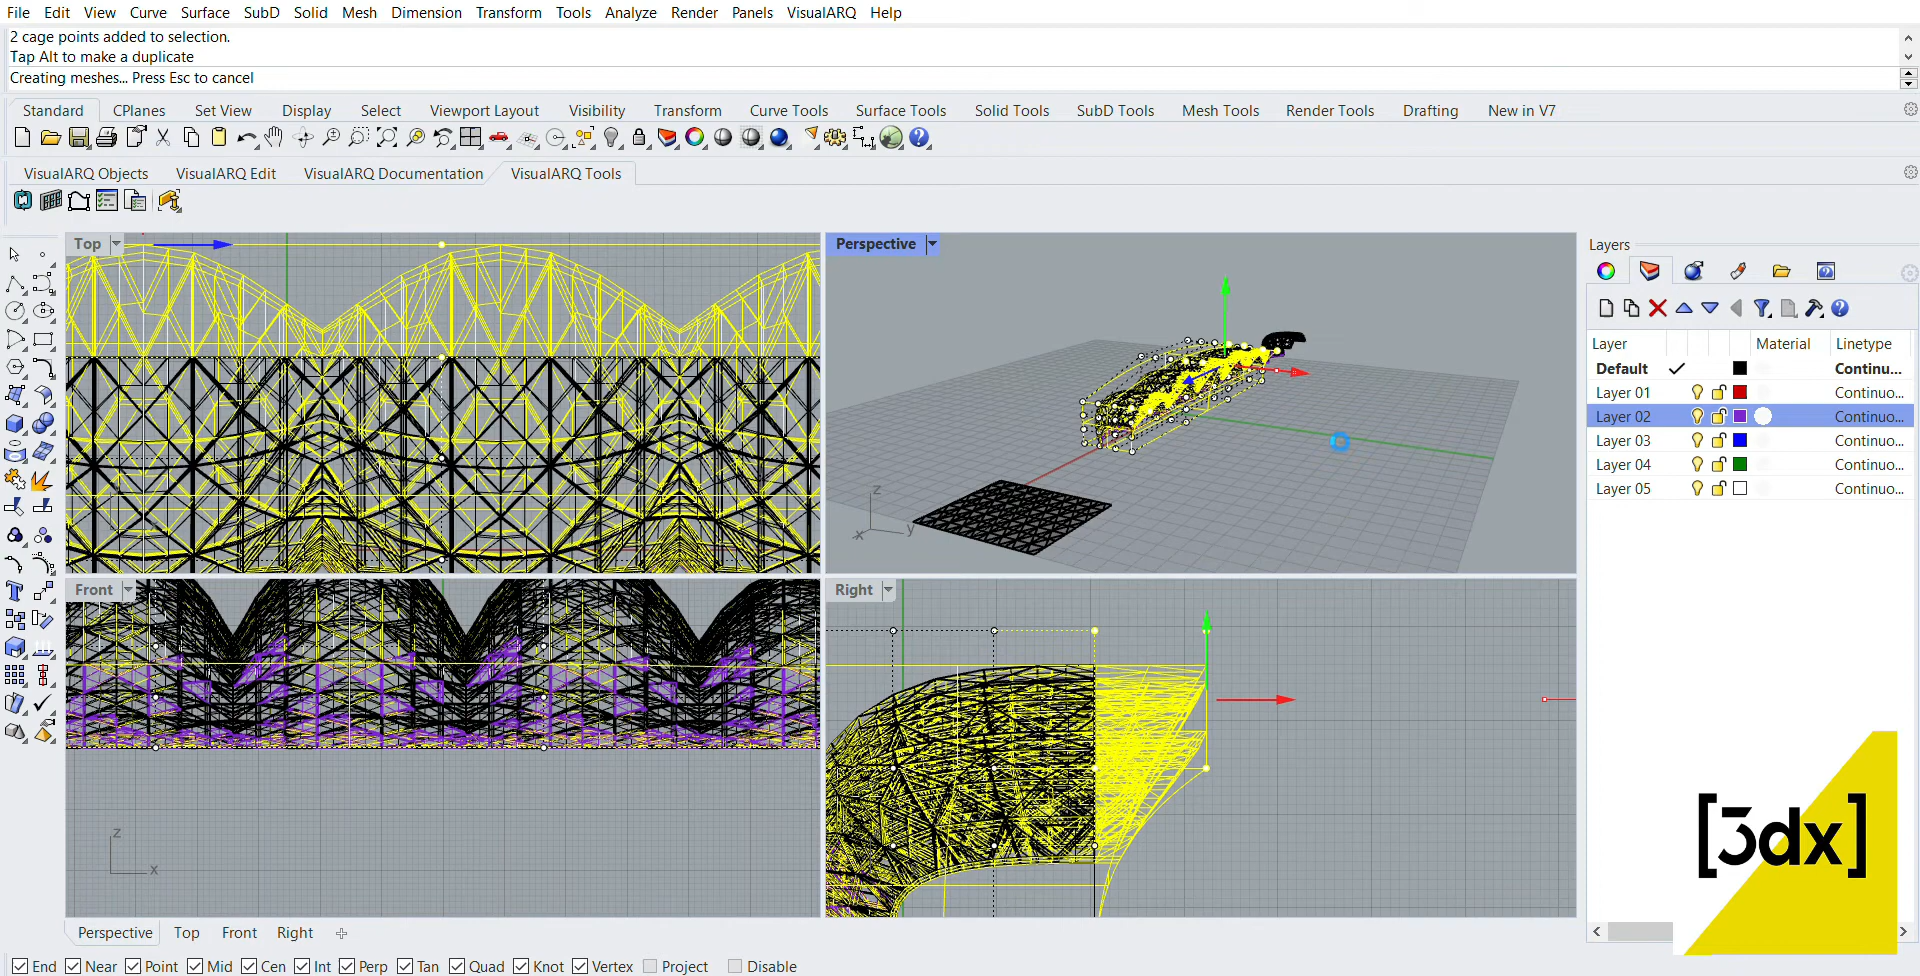 File Edit View Curve Surface SubD Solid Mesh Dimension Transform Tools Analyze Render Panels VisualARQ Help
2 cage points added to selection.
Tap Alt to make a duplicate
Creating meshes... Press Esc to cancel
Standard CPlanes Set View Display Select Viewport Layout Visibility Transform Curve Tools Surface Tools Solid Tools SubD Tools Mesh Tools Render Tools Drafting New in V7
VisualARQ Objects VisualARQ Edit VisualARQ Documentation VisualARQ Tools
Top
Perspective
z
y
x
Front
z
x
Right
Layers
Layer Material Linetype
Default Continu...
Layer 01 Continuo...
Layer 02 Continuo...
Layer 03 Continuo...
Layer 04 Continuo...
Layer 05 Continuo...
[3dx]
Perspective Top Front Right
End Near Point Mid Cen Int Perp Tan Quad Knot Vertex Project Disable